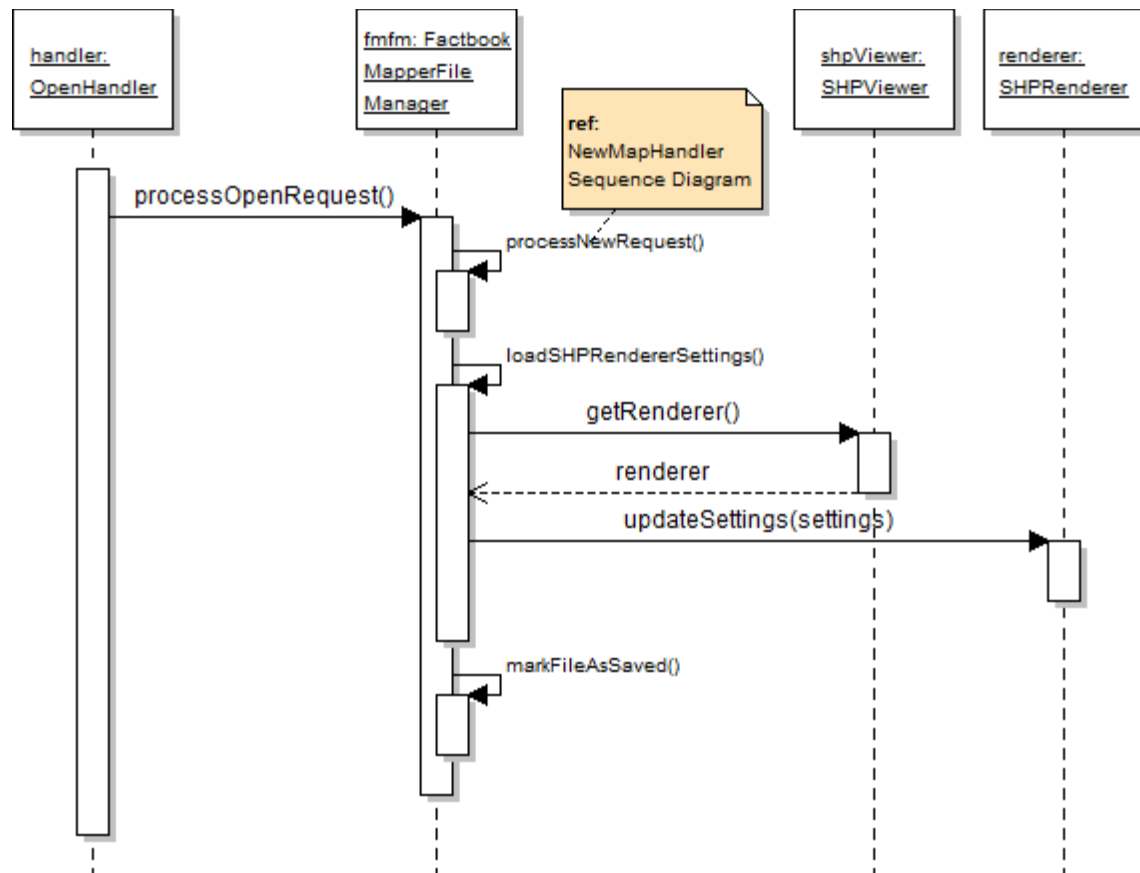 handler:
OpenHandler
fmfm: Factbook
MapperFile
Manager
shpViewer:
SHPViewer
renderer:
SHPRenderer
ref:
NewMapHandler
Sequence Diagram
processOpenRequest()
processNewRequest()
loadSHPRendererSettings()
getRenderer()
renderer
updateSettings(settings)
markFileAsSaved()